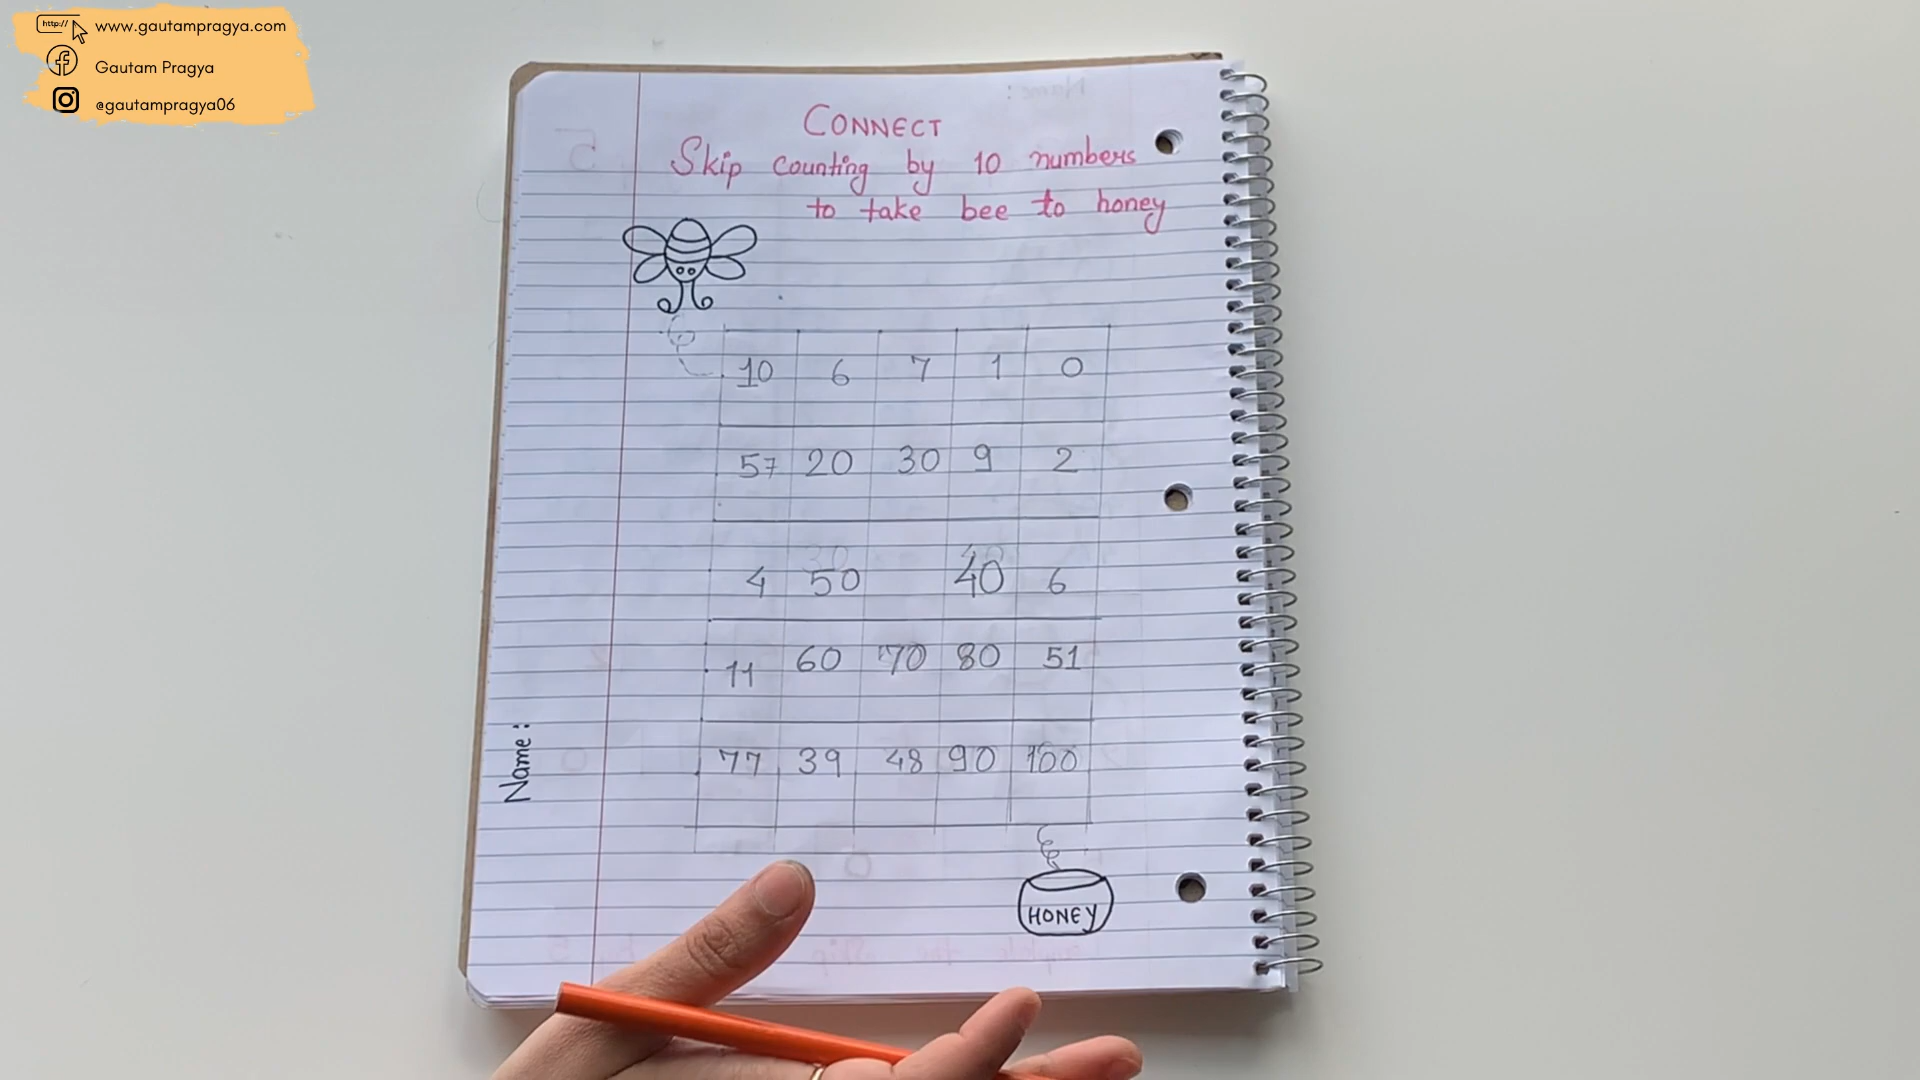 http://
www.gautampragya.com
Gautam Pragya
@gautampragya06
CONNECT
Skip counting by 10 numbers
to take bee to honey
10 6 7 1 0
57 20 30 9 2
4 50 40 6
11 60 70 80 51
77 39 48 90 100
Name:
HONEY